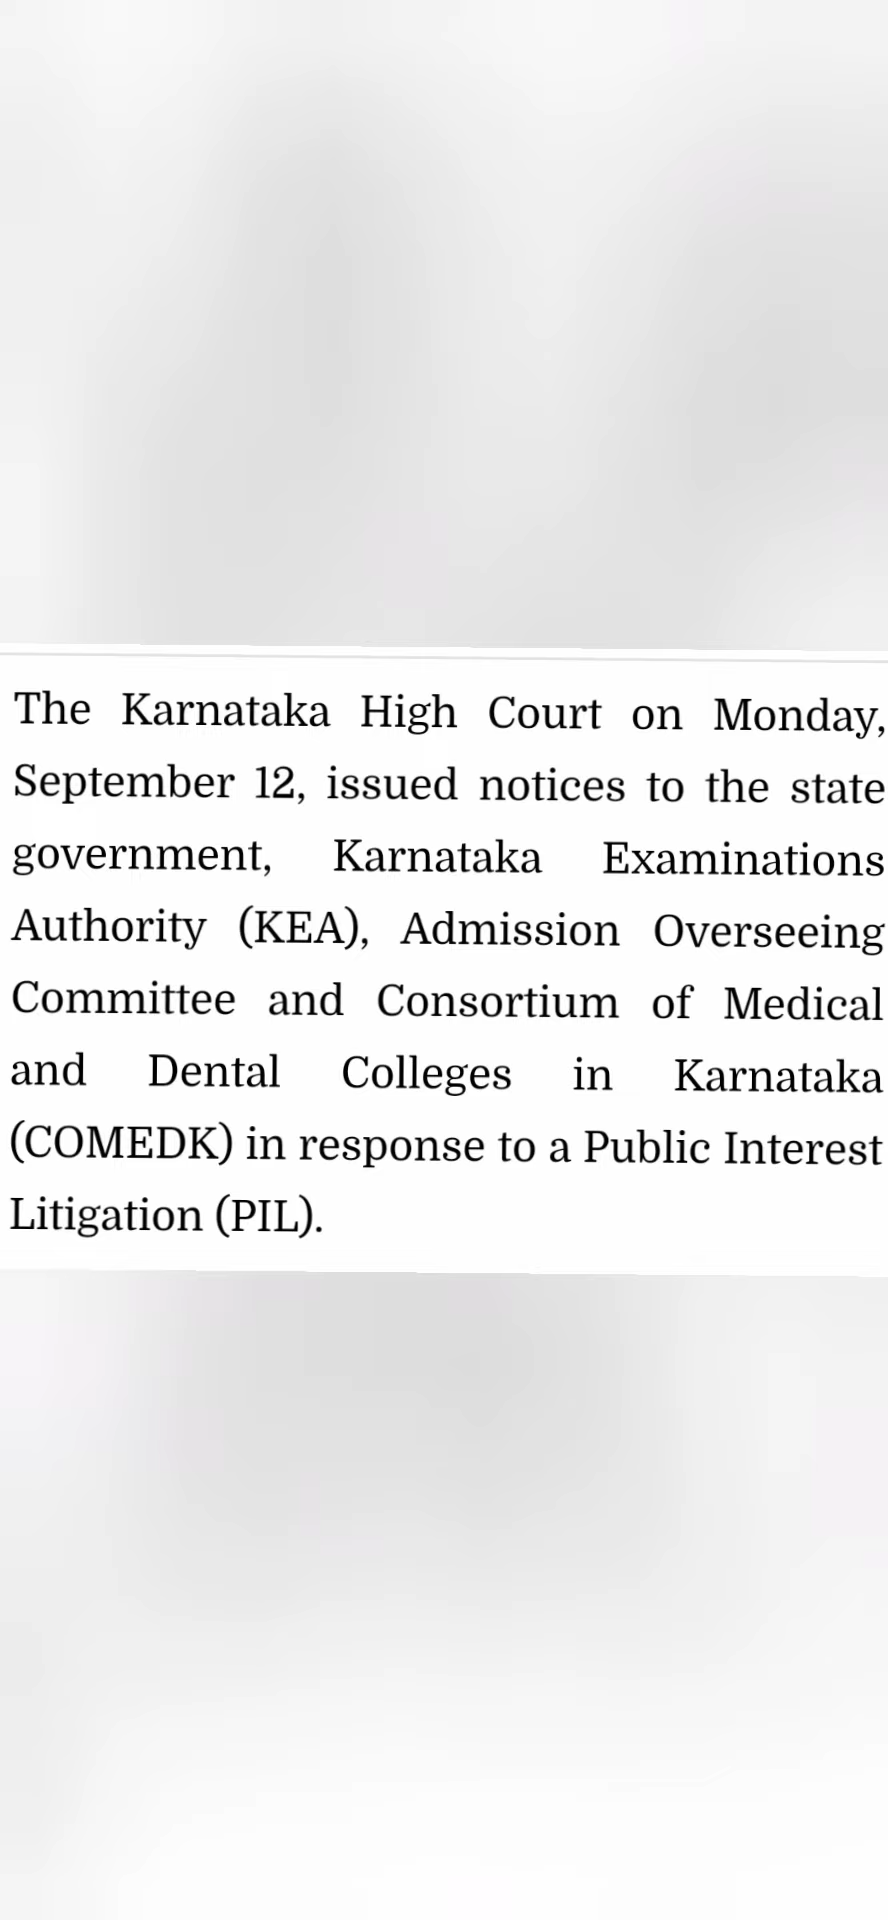 The Karnataka High Court on Monday,
September 12, issued notices to the state
government, Karnataka Examinations
Authority (KEA), Admission Overseeing
Committee and Consortium of Medical
and Dental Colleges in Karnataka
(COMEDK) in response to a Public Interest
Litigation (PIL).